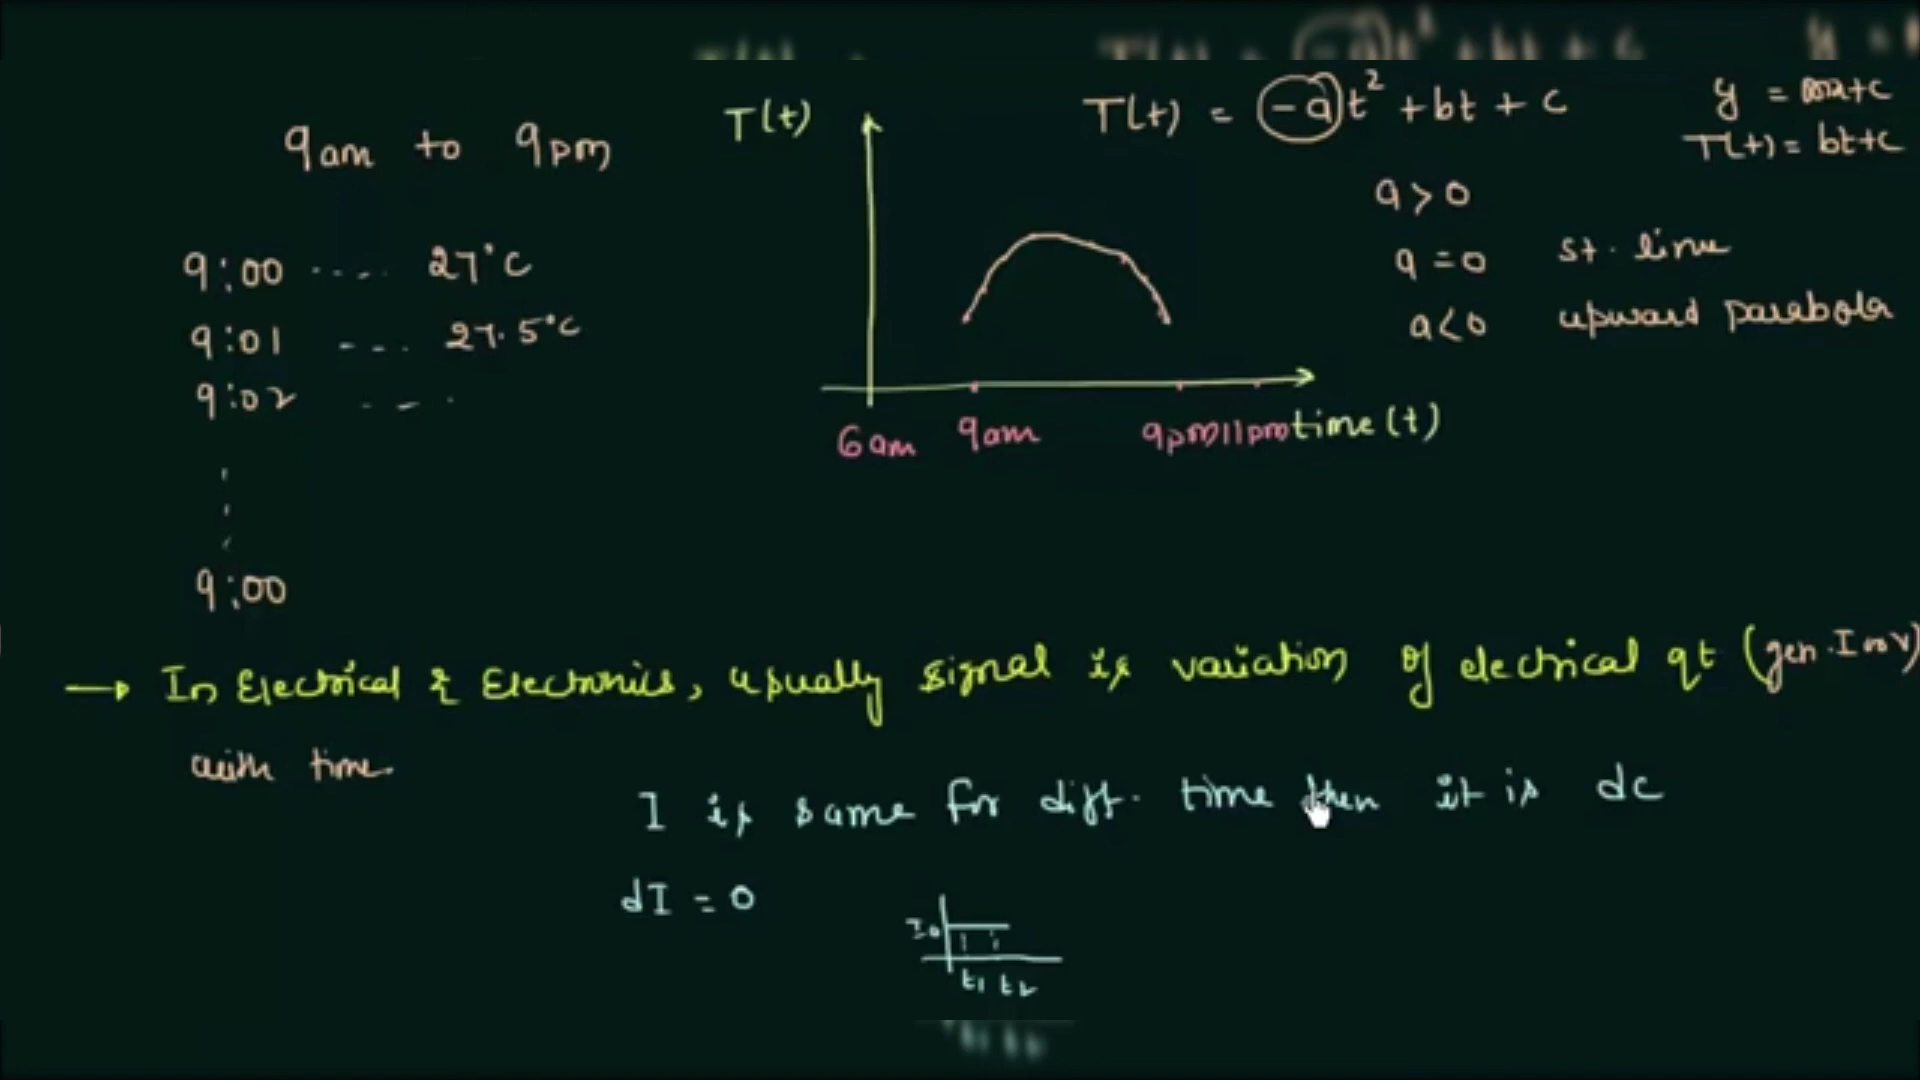 9am to 9pm
9:00 .... 27°C
9:01 --- . 27.5°C
9:02 . - - .
9:00
T(t)
6am 9am 9pm 11pm time (t)
T(t) = -at² + bt + c
y = mx+c
T(t) = bt+c
a > 0
a = 0 st. line
a < 0 upward parabola
→ In Electrical & Electronics, usually signal is variation of electrical qt (gen. I or V)
with time.
I is same for diff. time then it is dc
dI = 0
I0
t1 t2